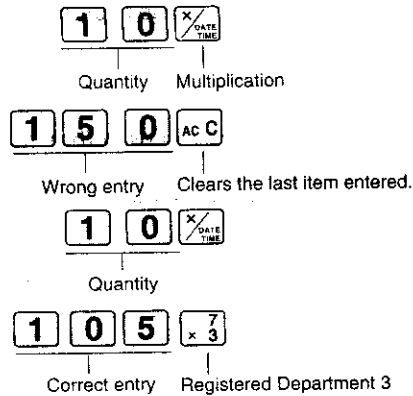 1 0 ×/DATE TIME
Quantity Multiplication
1 5 0 AC C
Wrong entry Clears the last item entered.
1 0 ×/DATE TIME
Quantity
1 0 5 × 7 3
Correct entry Registered Department 3